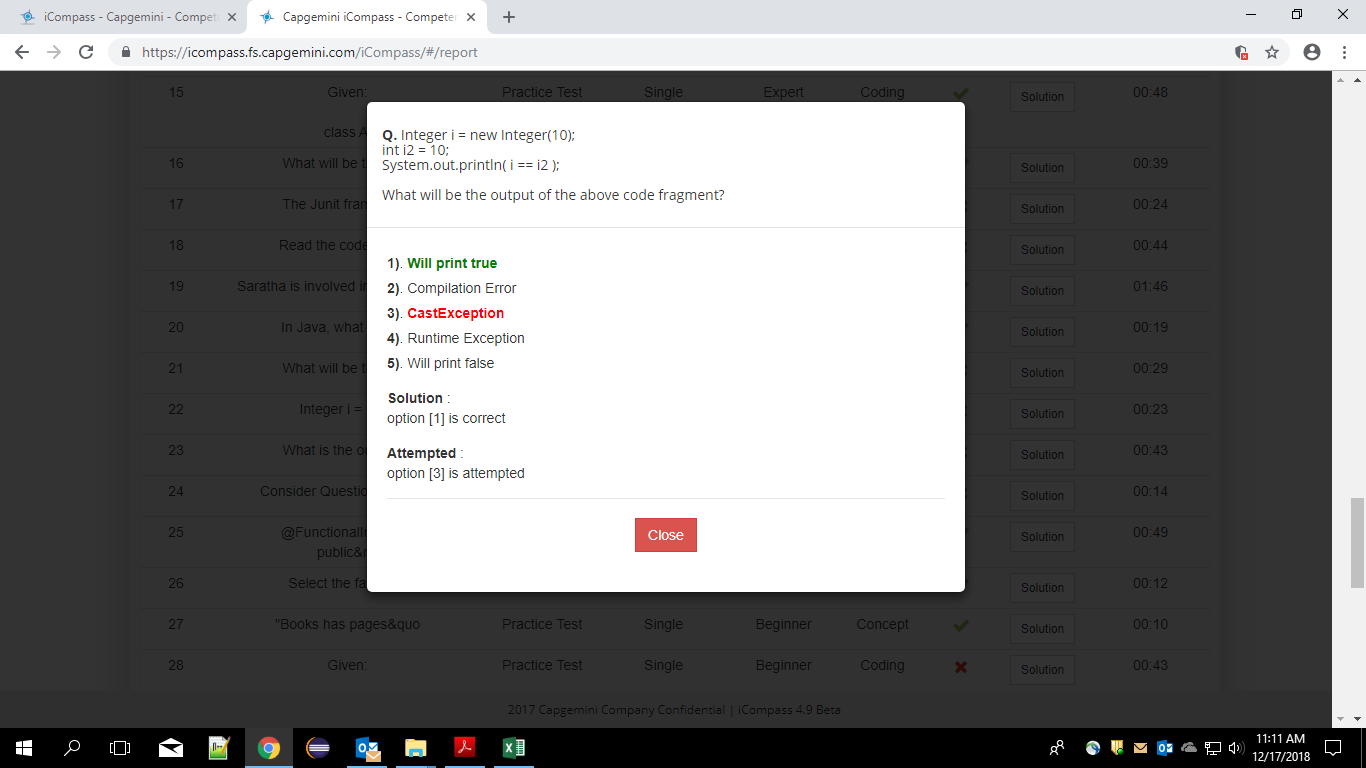 iCompass - Capgemini - Compet
Capgemini iCompass - Competen
https://icompass.fs.capgemini.com/iCompass/#/report
15 Given: Practice Test Single Expert Coding Solution 00:48
class A
16 What will be t Solution 00:39
17 The Junit fran Solution 00:24
18 Read the code Solution 00:44
19 Saratha is involved in Solution 01:46
20 In Java, what Solution 00:19
21 What will be t Solution 00:29
22 Integer i = Solution 00:23
23 What is the o Solution 00:43
24 Consider Questio Solution 00:14
25 @FunctionalIn Solution 00:49
public&n
26 Select the fa Solution 00:12
27 "Books has pages&quo Practice Test Single Beginner Concept Solution 00:10
28 Given: Practice Test Single Beginner Coding Solution 00:43
Q. Integer i = new Integer(10);
int i2 = 10;
System.out.println( i == i2 );
What will be the output of the above code fragment?
1). Will print true
2). Compilation Error
3). CastException
4). Runtime Exception
5). Will print false
Solution :
option [1] is correct
Attempted :
option [3] is attempted
Close
2017 Capgemini Company Confidential | iCompass 4.9 Beta
11:11 AM
12/17/2018